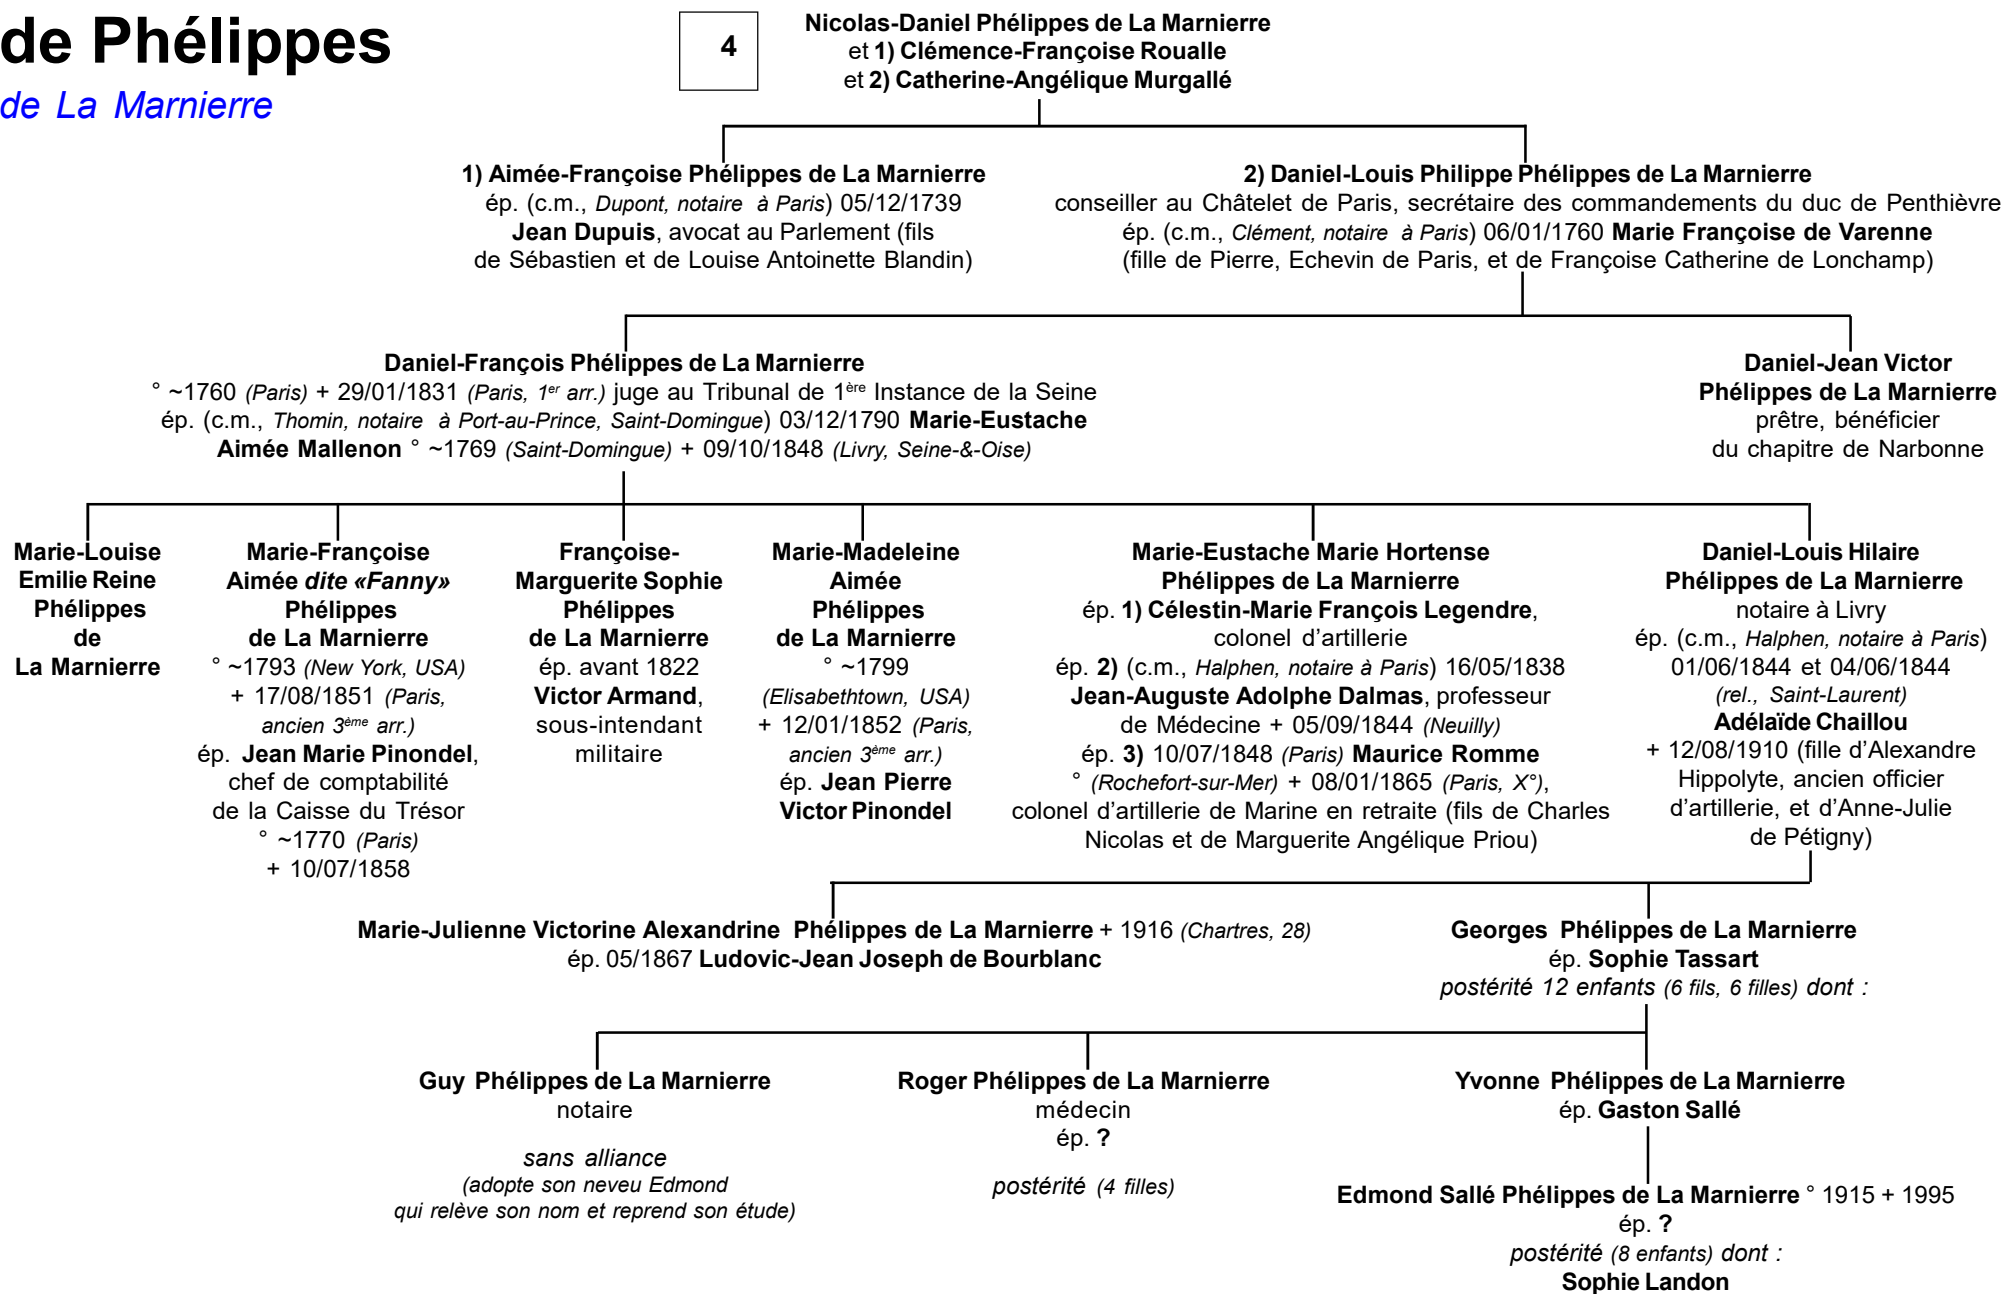 de Phélippes
de La Marnierre
4
Nicolas-Daniel Phélippes de La Marnierre
et 1) Clémence-Françoise Roualle
et 2) Catherine-Angélique Murgallé
1) Aimée-Françoise Phélippes de La Marnierre
ép. (c.m., Dupont, notaire à Paris) 05/12/1739
Jean Dupuis, avocat au Parlement (fils
de Sébastien et de Louise Antoinette Blandin)
2) Daniel-Louis Philippe Phélippes de La Marnierre
conseiller au Châtelet de Paris, secrétaire des commandements du duc de Penthièvre
ép. (c.m., Clément, notaire à Paris) 06/01/1760 Marie Françoise de Varenne
(fille de Pierre, Echevin de Paris, et de Françoise Catherine de Lonchamp)
Daniel-François Phélippes de La Marnierre
° ~1760 (Paris) + 29/01/1831 (Paris, 1er arr.) juge au Tribunal de 1ère Instance de la Seine
ép. (c.m., Thomin, notaire à Port-au-Prince, Saint-Domingue) 03/12/1790 Marie-Eustache
Aimée Mallenon ° ~1769 (Saint-Domingue) + 09/10/1848 (Livry, Seine-&-Oise)
Daniel-Jean Victor
Phélippes de La Marnierre
prêtre, bénéficier
du chapitre de Narbonne
Marie-Louise
Emilie Reine
Phélippes
de
La Marnierre
Marie-Françoise
Aimée dite «Fanny»
Phélippes
de La Marnierre
° ~1793 (New York, USA)
+ 17/08/1851 (Paris,
ancien 3ème arr.)
ép. Jean Marie Pinondel,
chef de comptabilité
de la Caisse du Trésor
° ~1770 (Paris)
+ 10/07/1858
Françoise-
Marguerite Sophie
Phélippes
de La Marnierre
ép. avant 1822
Victor Armand,
sous-intendant
militaire
Marie-Madeleine
Aimée
Phélippes
de La Marnierre
° ~1799
(Elisabethtown, USA)
+ 12/01/1852 (Paris,
ancien 3ème arr.)
ép. Jean Pierre
Victor Pinondel
Marie-Eustache Marie Hortense
Phélippes de La Marnierre
ép. 1) Célestin-Marie François Legendre,
colonel d'artillerie
ép. 2) (c.m., Halphen, notaire à Paris) 16/05/1838
Jean-Auguste Adolphe Dalmas, professeur
de Médecine + 05/09/1844 (Neuilly)
ép. 3) 10/07/1848 (Paris) Maurice Romme
° (Rochefort-sur-Mer) + 08/01/1865 (Paris, X°),
colonel d'artillerie de Marine en retraite (fils de Charles
Nicolas et de Marguerite Angélique Priou)
Daniel-Louis Hilaire
Phélippes de La Marnierre
notaire à Livry
ép. (c.m., Halphen, notaire à Paris)
01/06/1844 et 04/06/1844
(rel., Saint-Laurent)
Adélaïde Chaillou
+ 12/08/1910 (fille d'Alexandre
Hippolyte, ancien officier
d'artillerie, et d'Anne-Julie
de Pétigny)
Marie-Julienne Victorine Alexandrine Phélippes de La Marnierre + 1916 (Chartres, 28)
ép. 05/1867 Ludovic-Jean Joseph de Bourblanc
Georges Phélippes de La Marnierre
ép. Sophie Tassart
postérité 12 enfants (6 fils, 6 filles) dont :
Guy Phélippes de La Marnierre
notaire
sans alliance
(adopte son neveu Edmond
qui relève son nom et reprend son étude)
Roger Phélippes de La Marnierre
médecin
ép. ?
postérité (4 filles)
Yvonne Phélippes de La Marnierre
ép. Gaston Sallé
Edmond Sallé Phélippes de La Marnierre ° 1915 + 1995
ép. ?
postérité (8 enfants) dont :
Sophie Landon